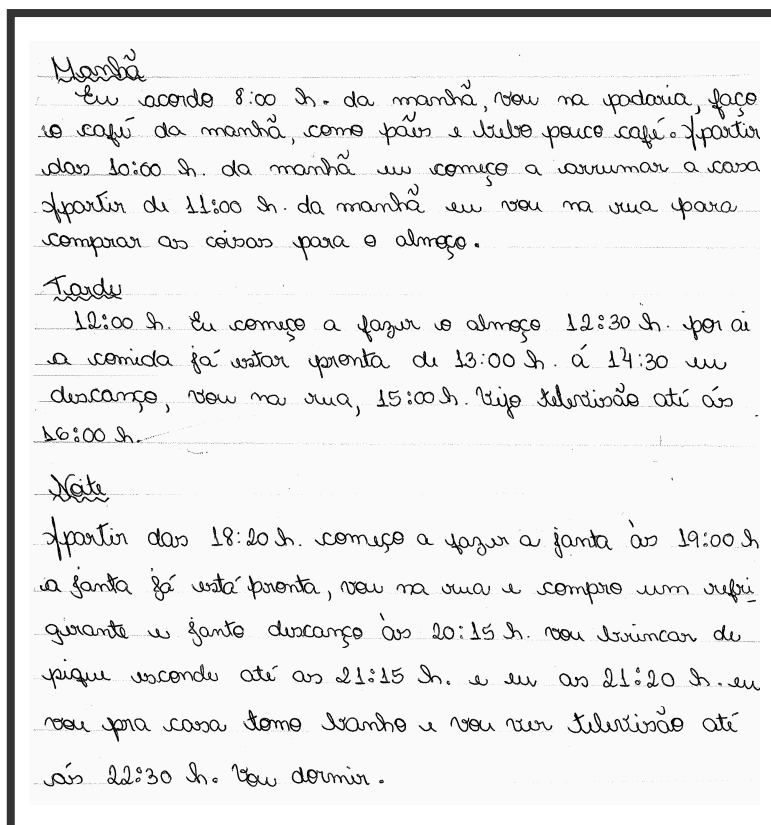 Manhã
Eu acordo 8:00 h. da manhã, vou na padaria, faço
o café da manhã, como pães e bebo pouco café. Apartir
das 10:00 h. da manhã eu começo a arrumar a casa
Apartir de 11:00 h. da manhã eu vou na rua para
comprar as coisas para o almoço.
Tarde
12:00 h. Eu começo a fazer o almoço 12:30 h. por ai
a comida já estar pronta de 13:00 h. á 14:30 eu
descanço, vou na rua, 15:00 h. Vejo televisão até ás
16:00 h.
Noite
Apartir das 18:20 h. começo a fazer a janta às 19:00 h
a janta já está pronta, vou na rua e compro um refri
gerante e janto descanço às 20:15 h. vou brincar de
pique esconde até as 21:15 h. e eu as 21:20 h. eu
vou pra casa tomo banho e vou ver televisão até
ás 22:30 h. Vou dormir.